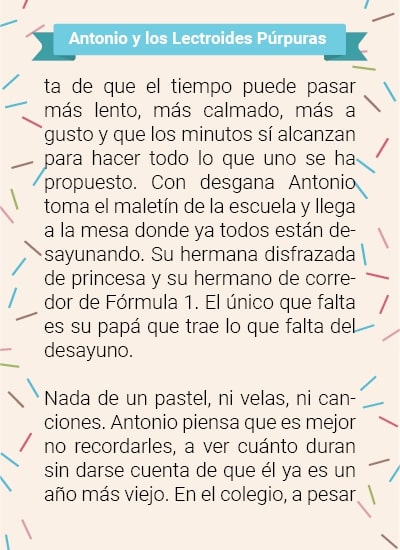 Antonio y los Lectroides Púrpuras
ta de que el tiempo puede pasar
más lento, más calmado, más a
gusto y que los minutos sí alcanzan
para hacer todo lo que uno se ha
propuesto. Con desgana Antonio
toma el maletín de la escuela y llega
a la mesa donde ya todos están de-
sayunando. Su hermana disfrazada
de princesa y su hermano de corre-
dor de Fórmula 1. El único que falta
es su papá que trae lo que falta del
desayuno.
Nada de un pastel, ni velas, ni can-
ciones. Antonio piensa que es mejor
no recordarles, a ver cuánto duran
sin darse cuenta de que él ya es un
año más viejo. En el colegio, a pesar